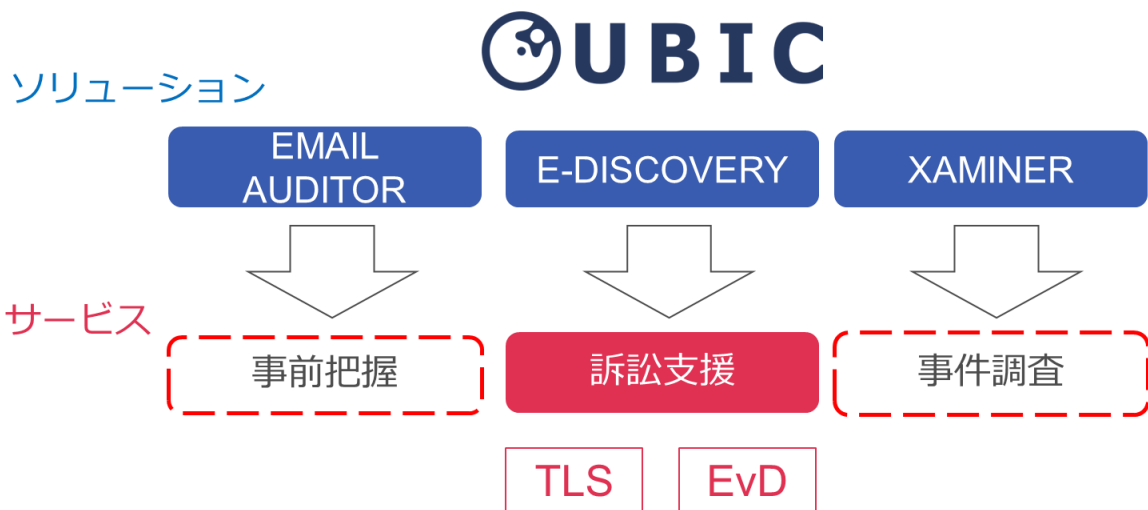 UBIC
ソリューション
EMAIL
AUDITOR
E-DISCOVERY
XAMINER
サービス
事前把握
訴訟支援
事件調査
TLS
EvD